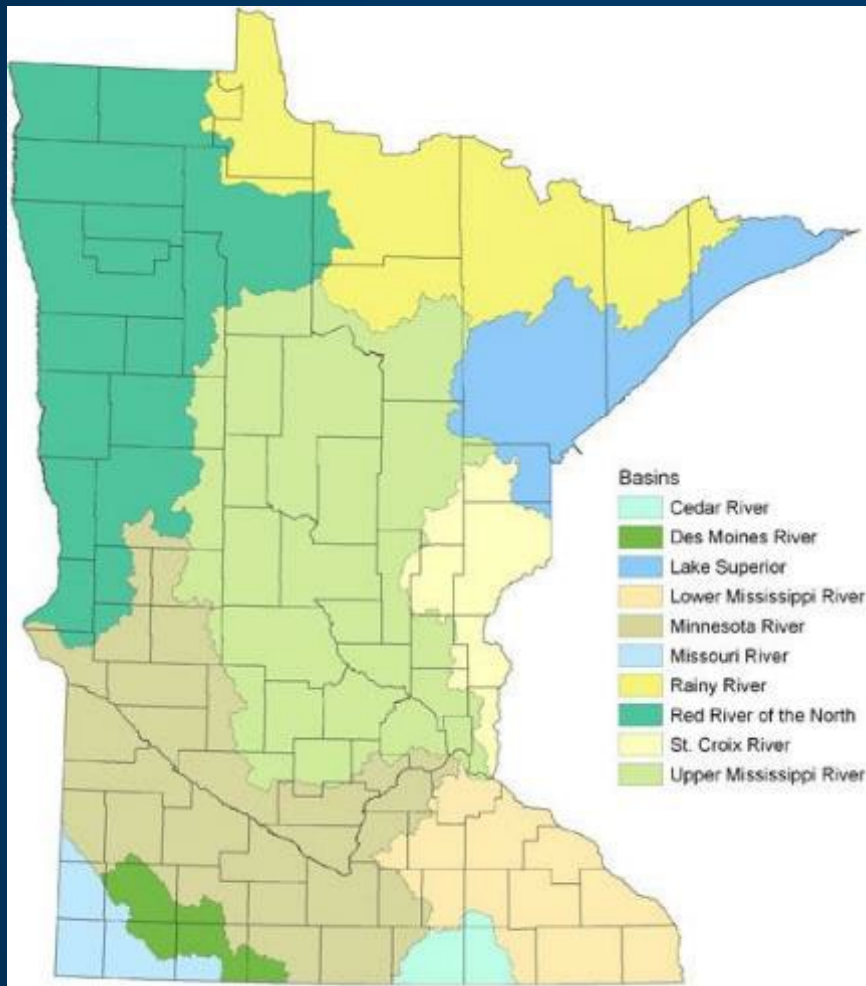 Basins
Cedar River
Des Moines River
Lake Superior
Lower Mississippi River
Minnesota River
Missouri River
Rainy River
Red River of the North
St. Croix River
Upper Mississippi River